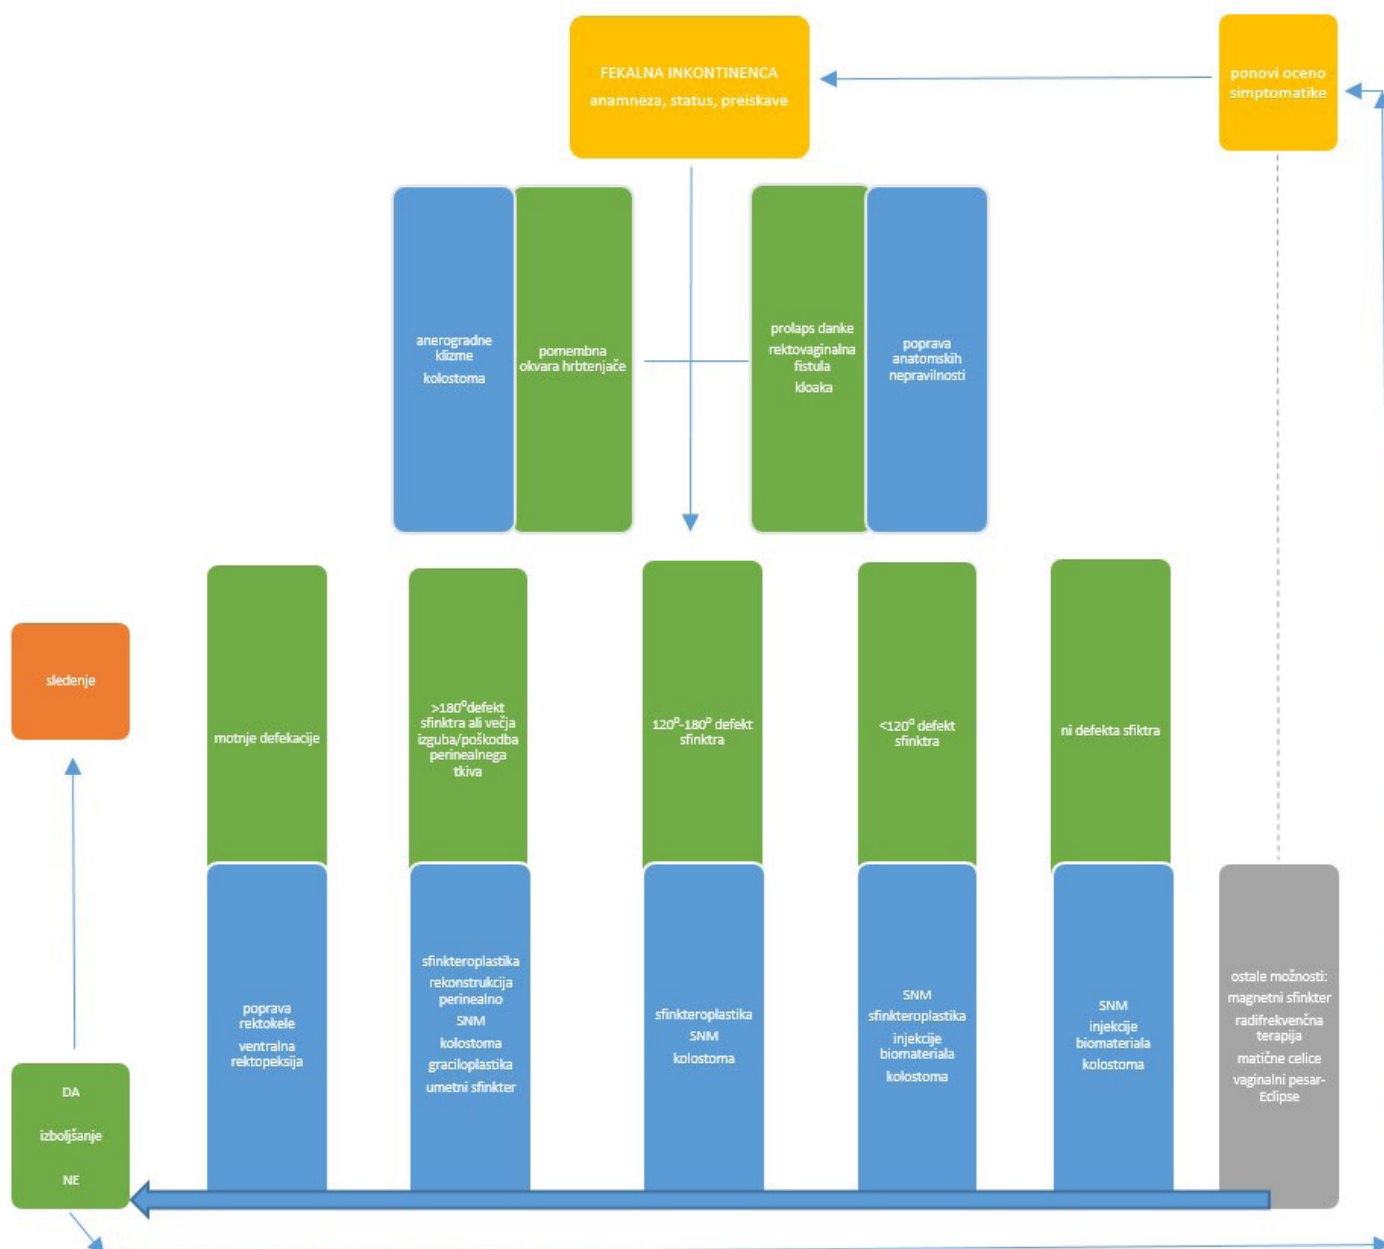 FEKALNA INKONTINENCA
anamneza, status, preiskave
ponovi oceno
simptomatike
anerogradne
klizme
kolostoma
pomembna
okvara hrbtenjače
prolaps danke
rektovaginalna
fistula
kloaka
poprava
anatomskih
nepravilnosti
sledenje
motnje defekacije
>180⁰defekt
sfinktra ali večja
izguba/poškodba
perinealnega
tkiva
120⁰-180⁰ defekt
sfinktra
<120⁰ defekt
sfinktra
ni defekta sfiktra
poprava
rektokele
ventralna
rektopeksija
sfinkteroplastika
rekonstrukcija
perinealno
SNM
kolostoma
graciloplastika
umetni sfinkter
sfinkteroplastika
SNM
kolostoma
SNM
sfinkteroplastika
injekcije
biomateriala
kolostoma
SNM
injekcije
biomateriala
kolostoma
ostale možnosti:
magnetni sfinkter
radifrekvenčna
terapija
matične celice
vaginalni pesar-
Eclipse
DA
izboljšanje
NE